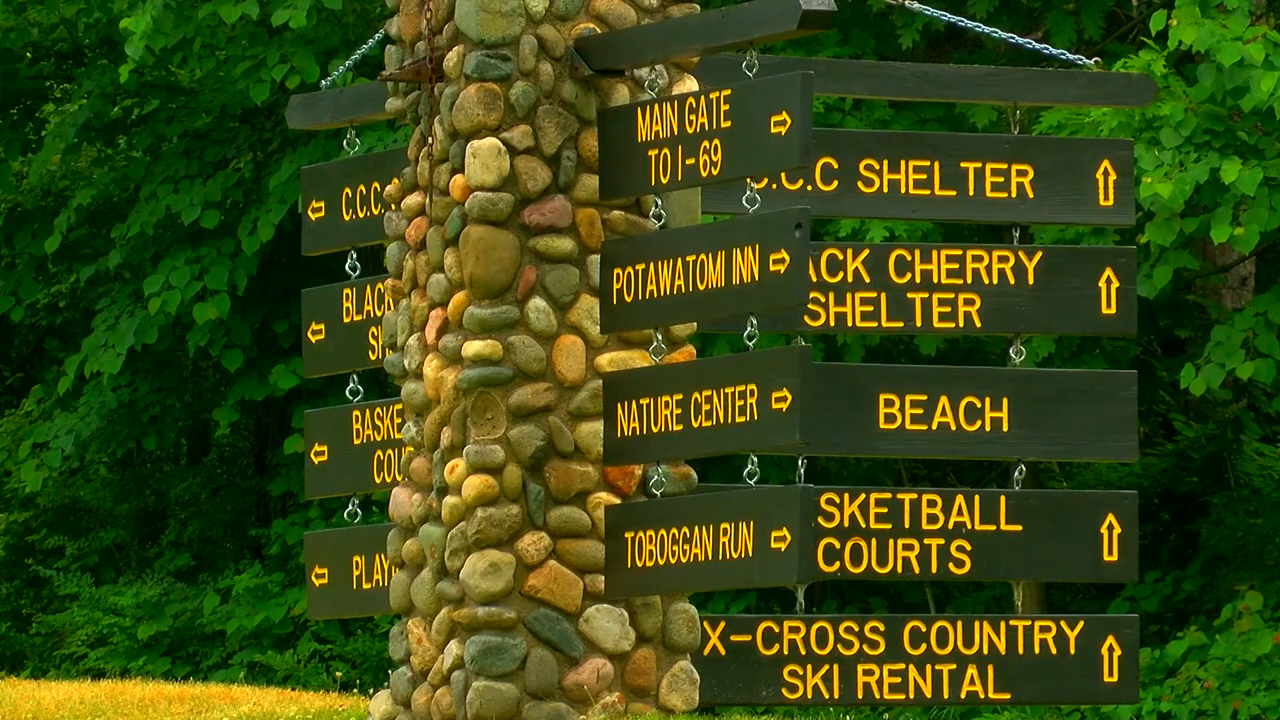 C.C.C.
BLACK
BASKE
COU
PLAY
MAIN GATE
TO I-69
POTAWATOMI INN
NATURE CENTER
TOBOGGAN RUN
C.C.C SHELTER
ACK CHERRY
SHELTER
BEACH
SKETBALL
COURTS
X-CROSS COUNTRY
SKI RENTAL